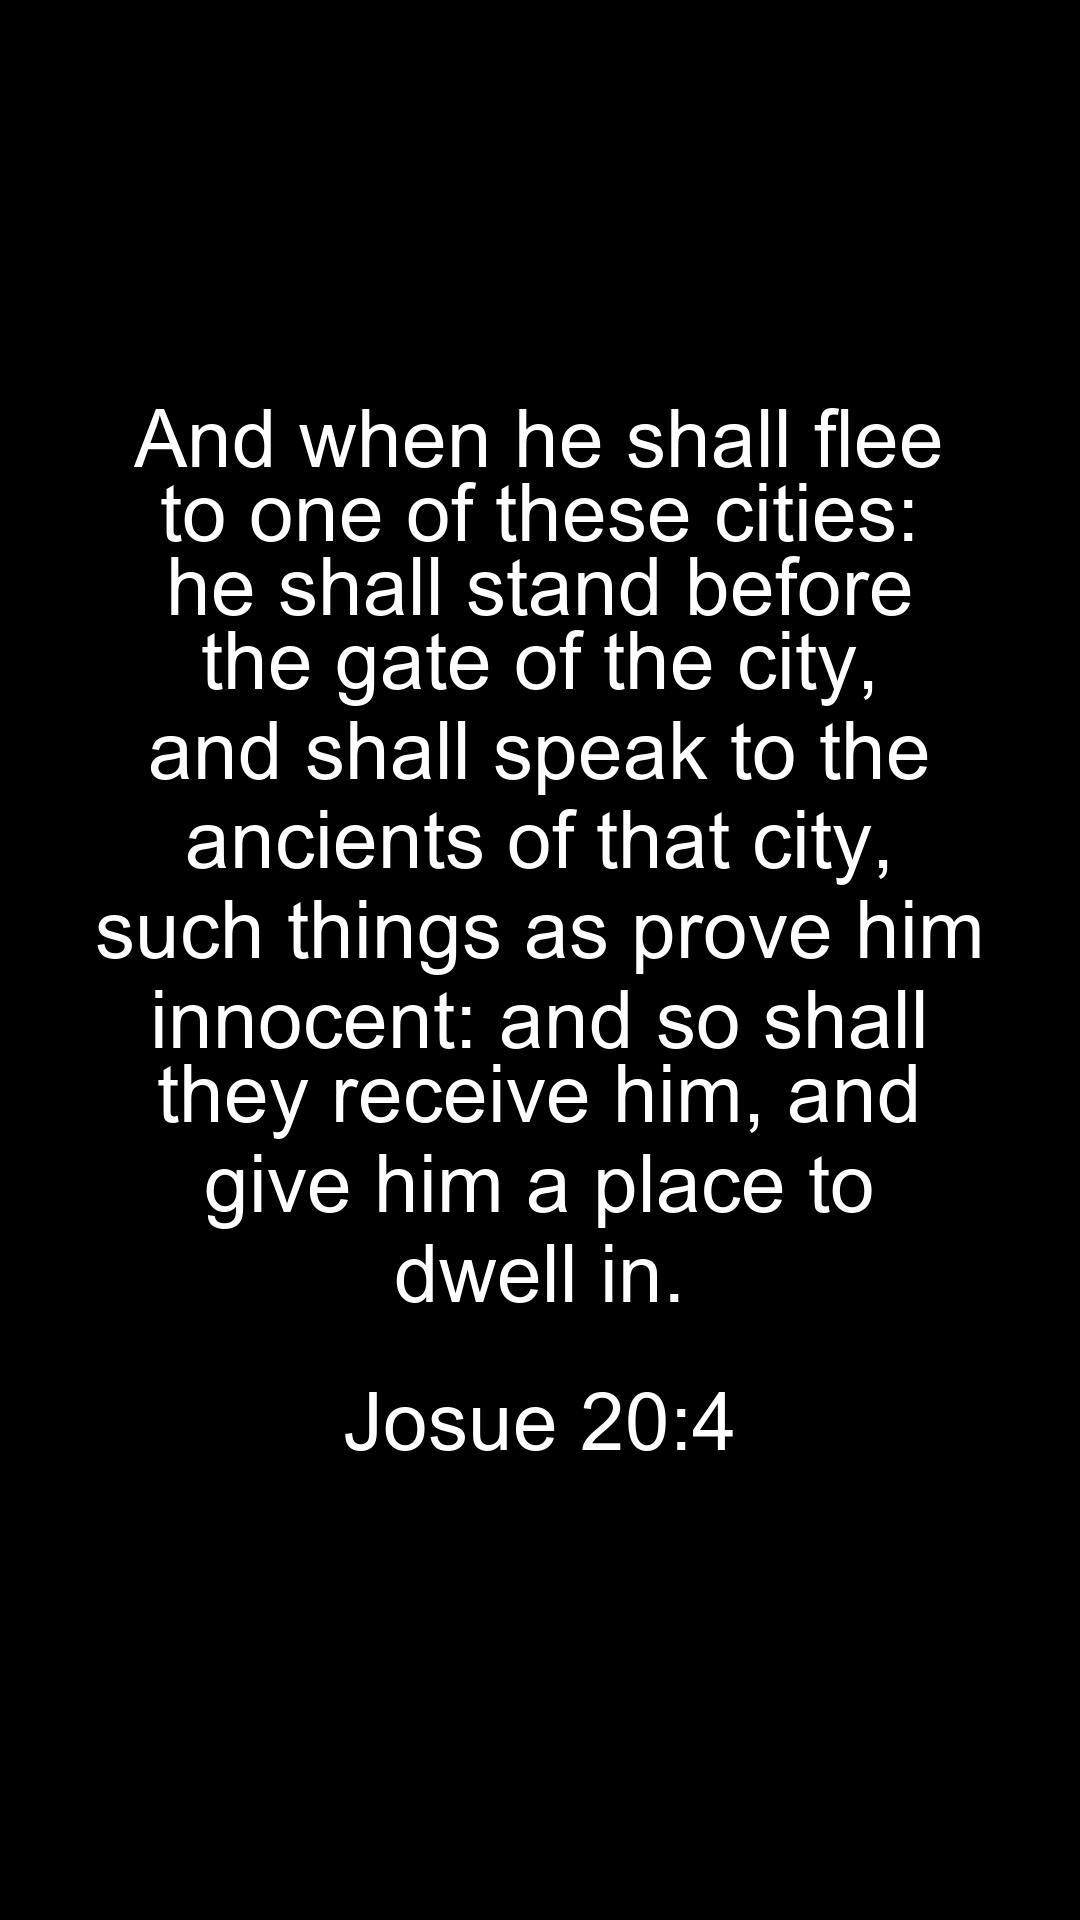 And when he shall flee
to one of these cities:
he shall stand before
the gate of the city,
and shall speak to the
ancients of that city,
such things as prove him
innocent: and so shall
they receive him, and
give him a place to
dwell in.
Josue 20:4